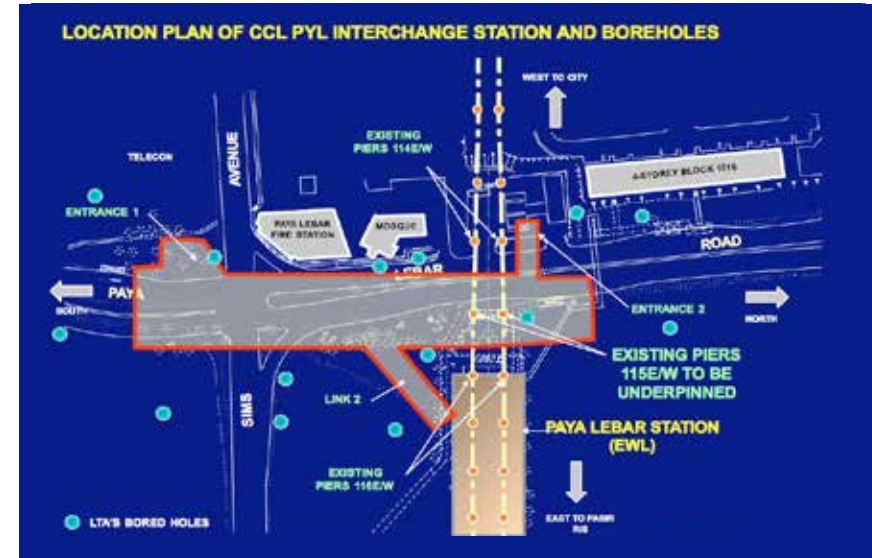 LOCATION PLAN OF CCL PYL INTERCHANGE STATION AND BOREHOLES
WEST TO CITY
EXISTING
PIERS 114E/W
TELECON
AVENUE
4-STOREY BLOCK 1016
ENTRANCE 1
PAYA LEBAR
FIRE STATION
MOSQUE
ROAD
LEBAR
PAYA
SOUTH
ENTRANCE 2
NORTH
EXISTING PIERS
115E/W TO BE
UNDERPINNED
LINK 2
SIMS
PAYA LEBAR STATION
(EWL)
EXISTING
PIERS 116E/W
LTA'S BORED HOLES
EAST TO PASIR
RIS